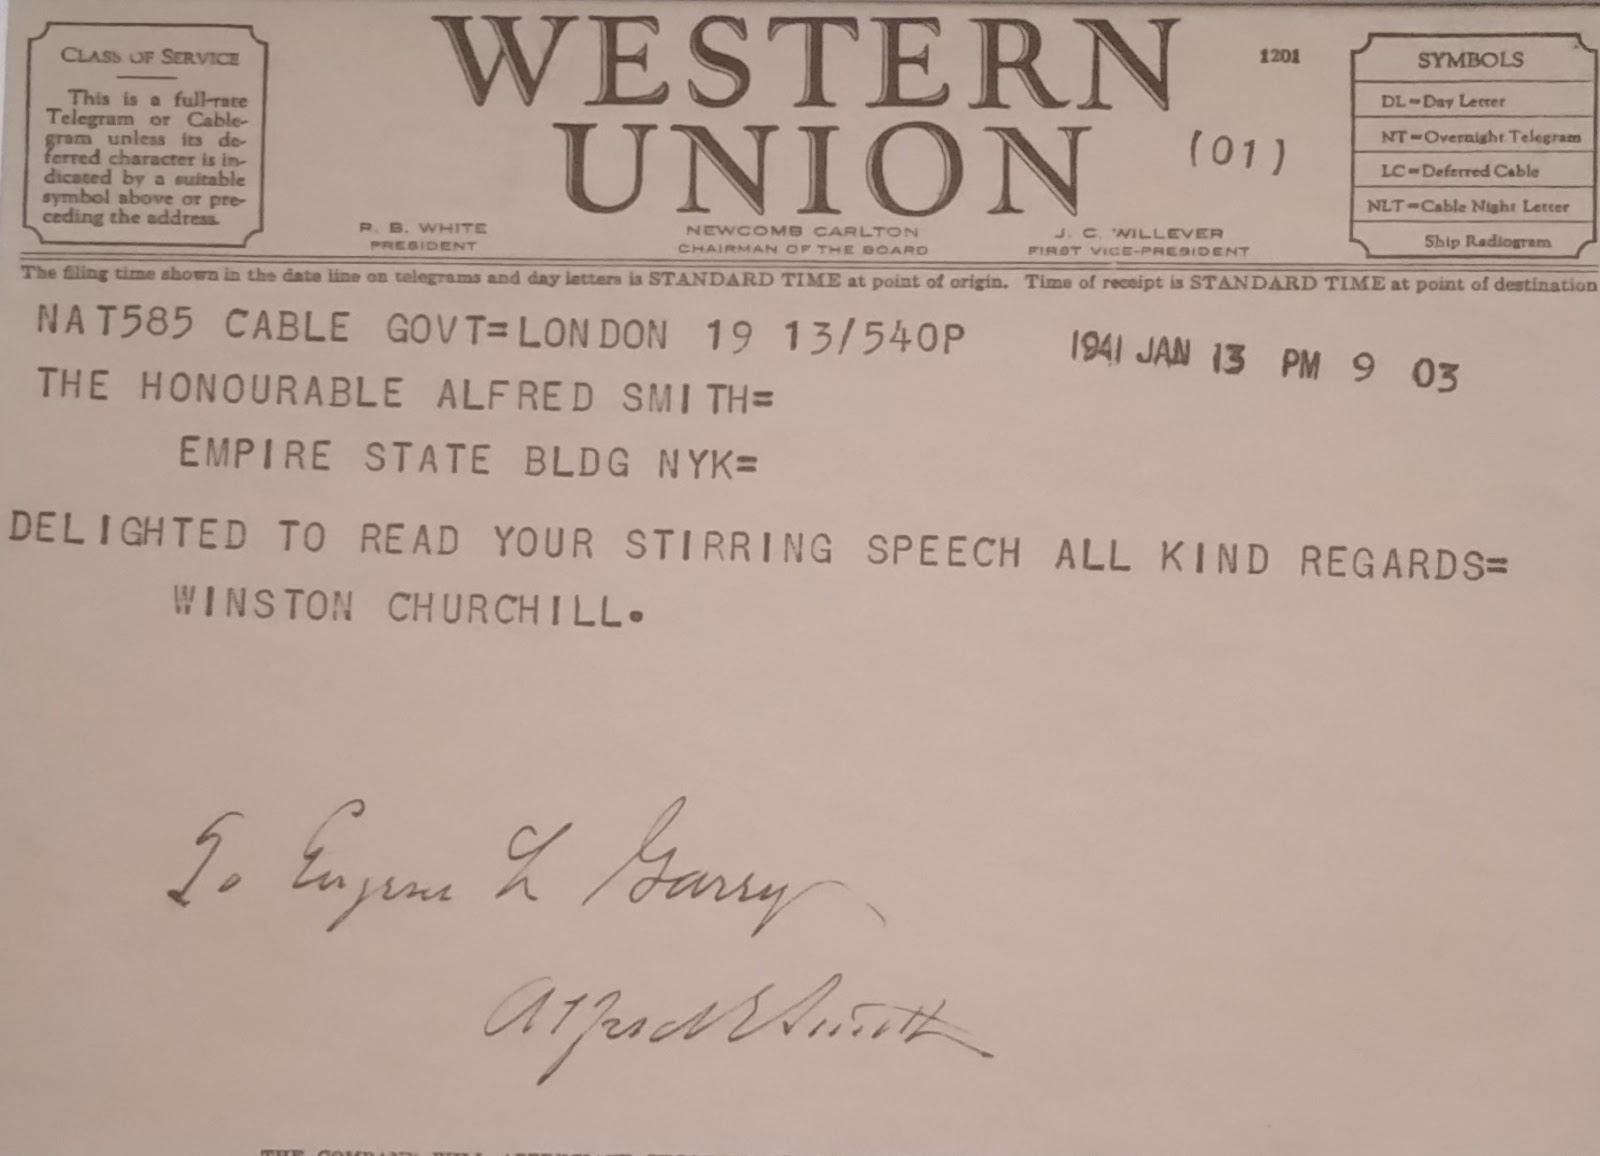 CLASS OF SERVICE
This is a full-rate
Telegram or Cable-
gram unless its de-
ferred character is in-
dicated by a suitable
symbol above or pre-
ceding the address.
WESTERN
UNION
1201
(01)
R. B. WHITE
PRESIDENT
NEWCOMB CARLTON
CHAIRMAN OF THE BOARD
J. C. WILLEVER
FIRST VICE-PRESIDENT
SYMBOLS
DL=Day Letter
NT=Overnight Telegram
LC=Deferred Cable
NLT=Cable Night Letter
Ship Radiogram
The filing time shown in the date line on telegrams and day letters is STANDARD TIME at point of origin. Time of receipt is STANDARD TIME at point of destination
NAT585 CABLE GOVT=LONDON 19 13/540P 1941 JAN 13 PM 9 03
THE HONOURABLE ALFRED SMITH=
EMPIRE STATE BLDG NYK=
DELIGHTED TO READ YOUR STIRRING SPEECH ALL KIND REGARDS=
WINSTON CHURCHILL.
To Eugene L Garry
Alfred E Smith
THE COMPANY WILL APPRECIATE